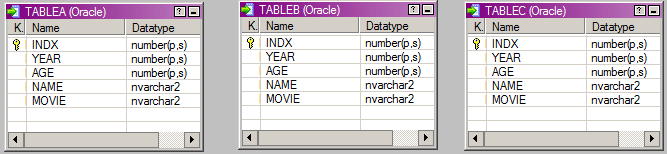 TABLEA (Oracle) ?
K. Name Datatype
INDX number(p,s)
YEAR number(p,s)
AGE number(p,s)
NAME nvarchar2
MOVIE nvarchar2
TABLEB (Oracle) ?
K. Name Datatype
INDX number(p,s)
YEAR number(p,s)
AGE number(p,s)
NAME nvarchar2
MOVIE nvarchar2
TABLEC (Oracle) ?
K. Name Datatype
INDX number(p,s)
YEAR number(p,s)
AGE number(p,s)
NAME nvarchar2
MOVIE nvarchar2